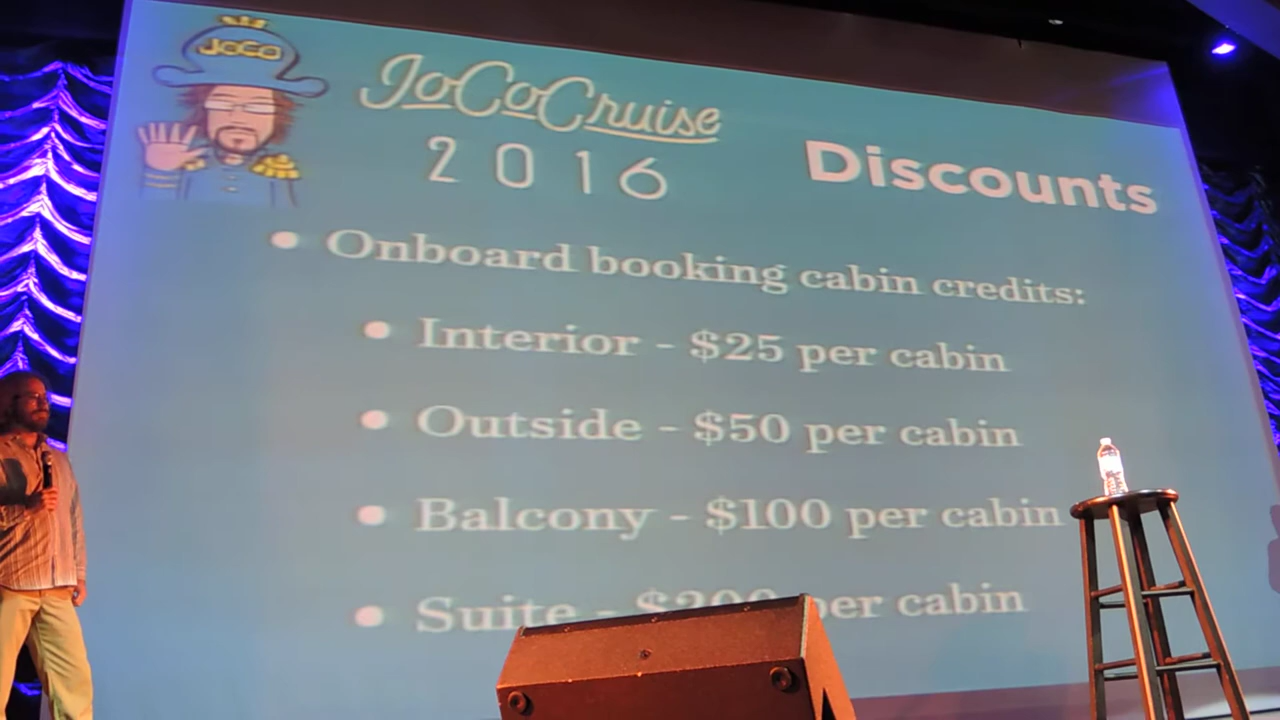 JOCO
JoCoCruise
2016
Discounts
• Onboard booking cabin credits:
• Interior - $25 per cabin
• Outside - $50 per cabin
• Balcony - $100 per cabin
• Suite - $200 per cabin